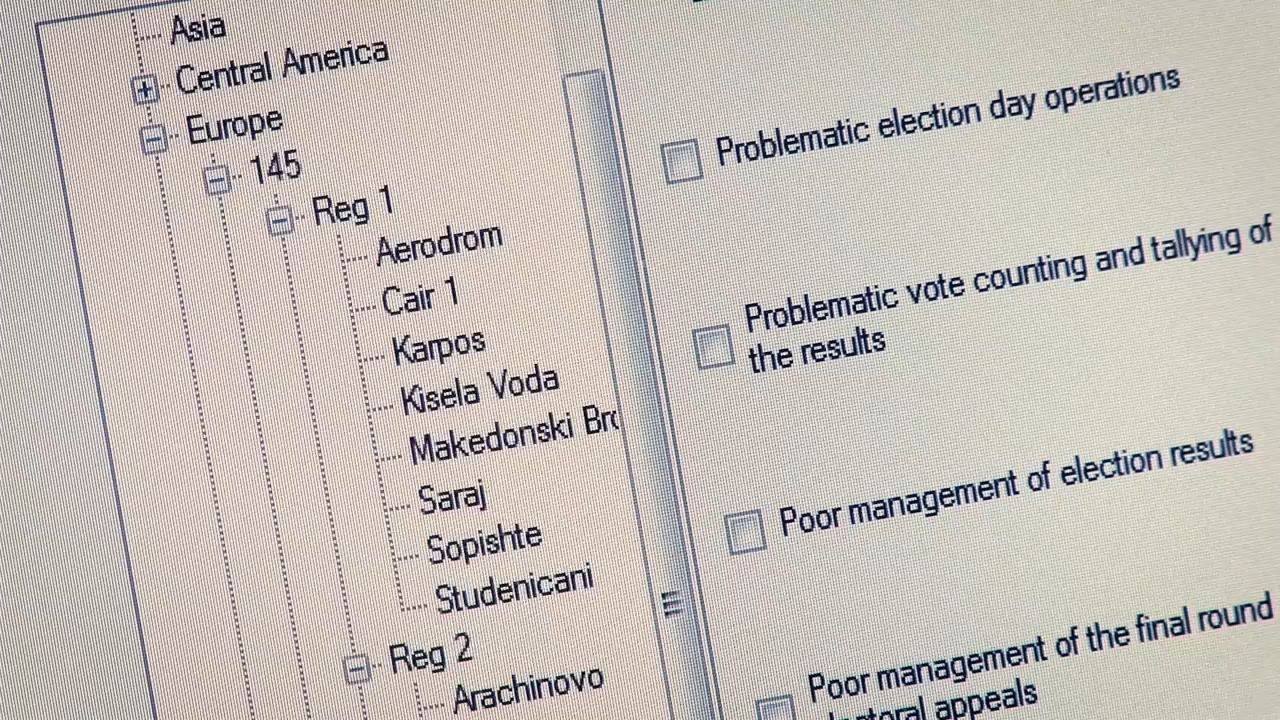 Asia
Central America
Europe
145
Reg 1
Aerodrom
Cair 1
Karpos
Kisela Voda
Makedonski
Saraj
Sopishte
Studenicani
Reg 2
Arachinovo
Problematic election day operations
Problematic vote counting and tallying of
the results
Poor management of election results
Poor management of the final round
appeals